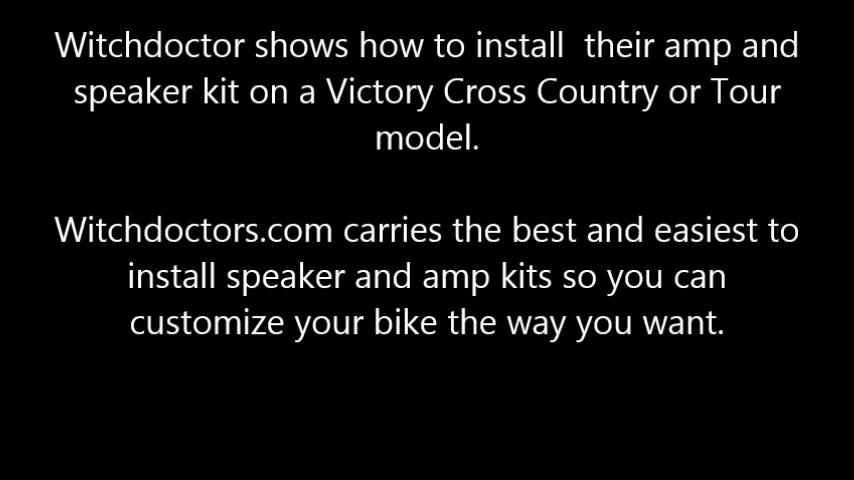 Witchdoctor shows how to install  their amp and
speaker kit on a Victory Cross Country or Tour
model.
Witchdoctors.com carries the best and easiest to
install speaker and amp kits so you can
customize your bike the way you want.